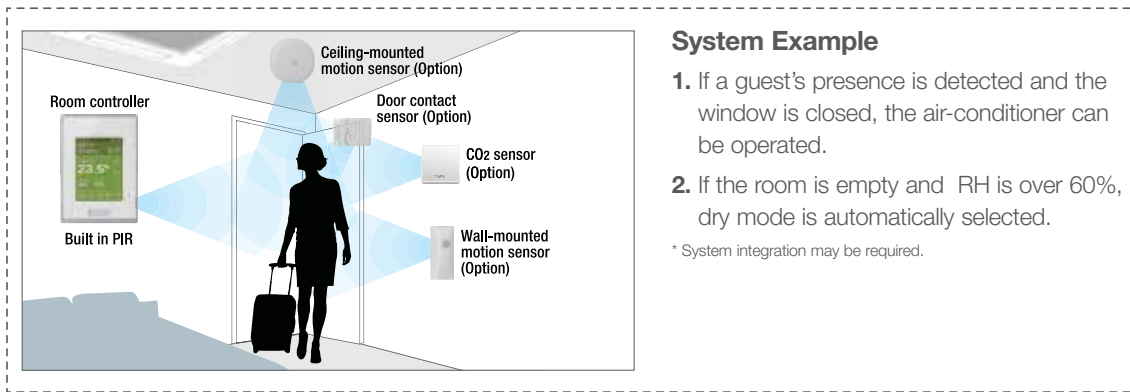 Ceiling-mounted
motion sensor (Option)
Room controller
Door contact
sensor (Option)
23.5°
CO2 sensor
(Option)
Built in PIR
Wall-mounted
motion sensor
(Option)
System Example
1. If a guest's presence is detected and the
window is closed, the air-conditioner can
be operated.
2. If the room is empty and  RH is over 60%,
dry mode is automatically selected.
* System integration may be required.